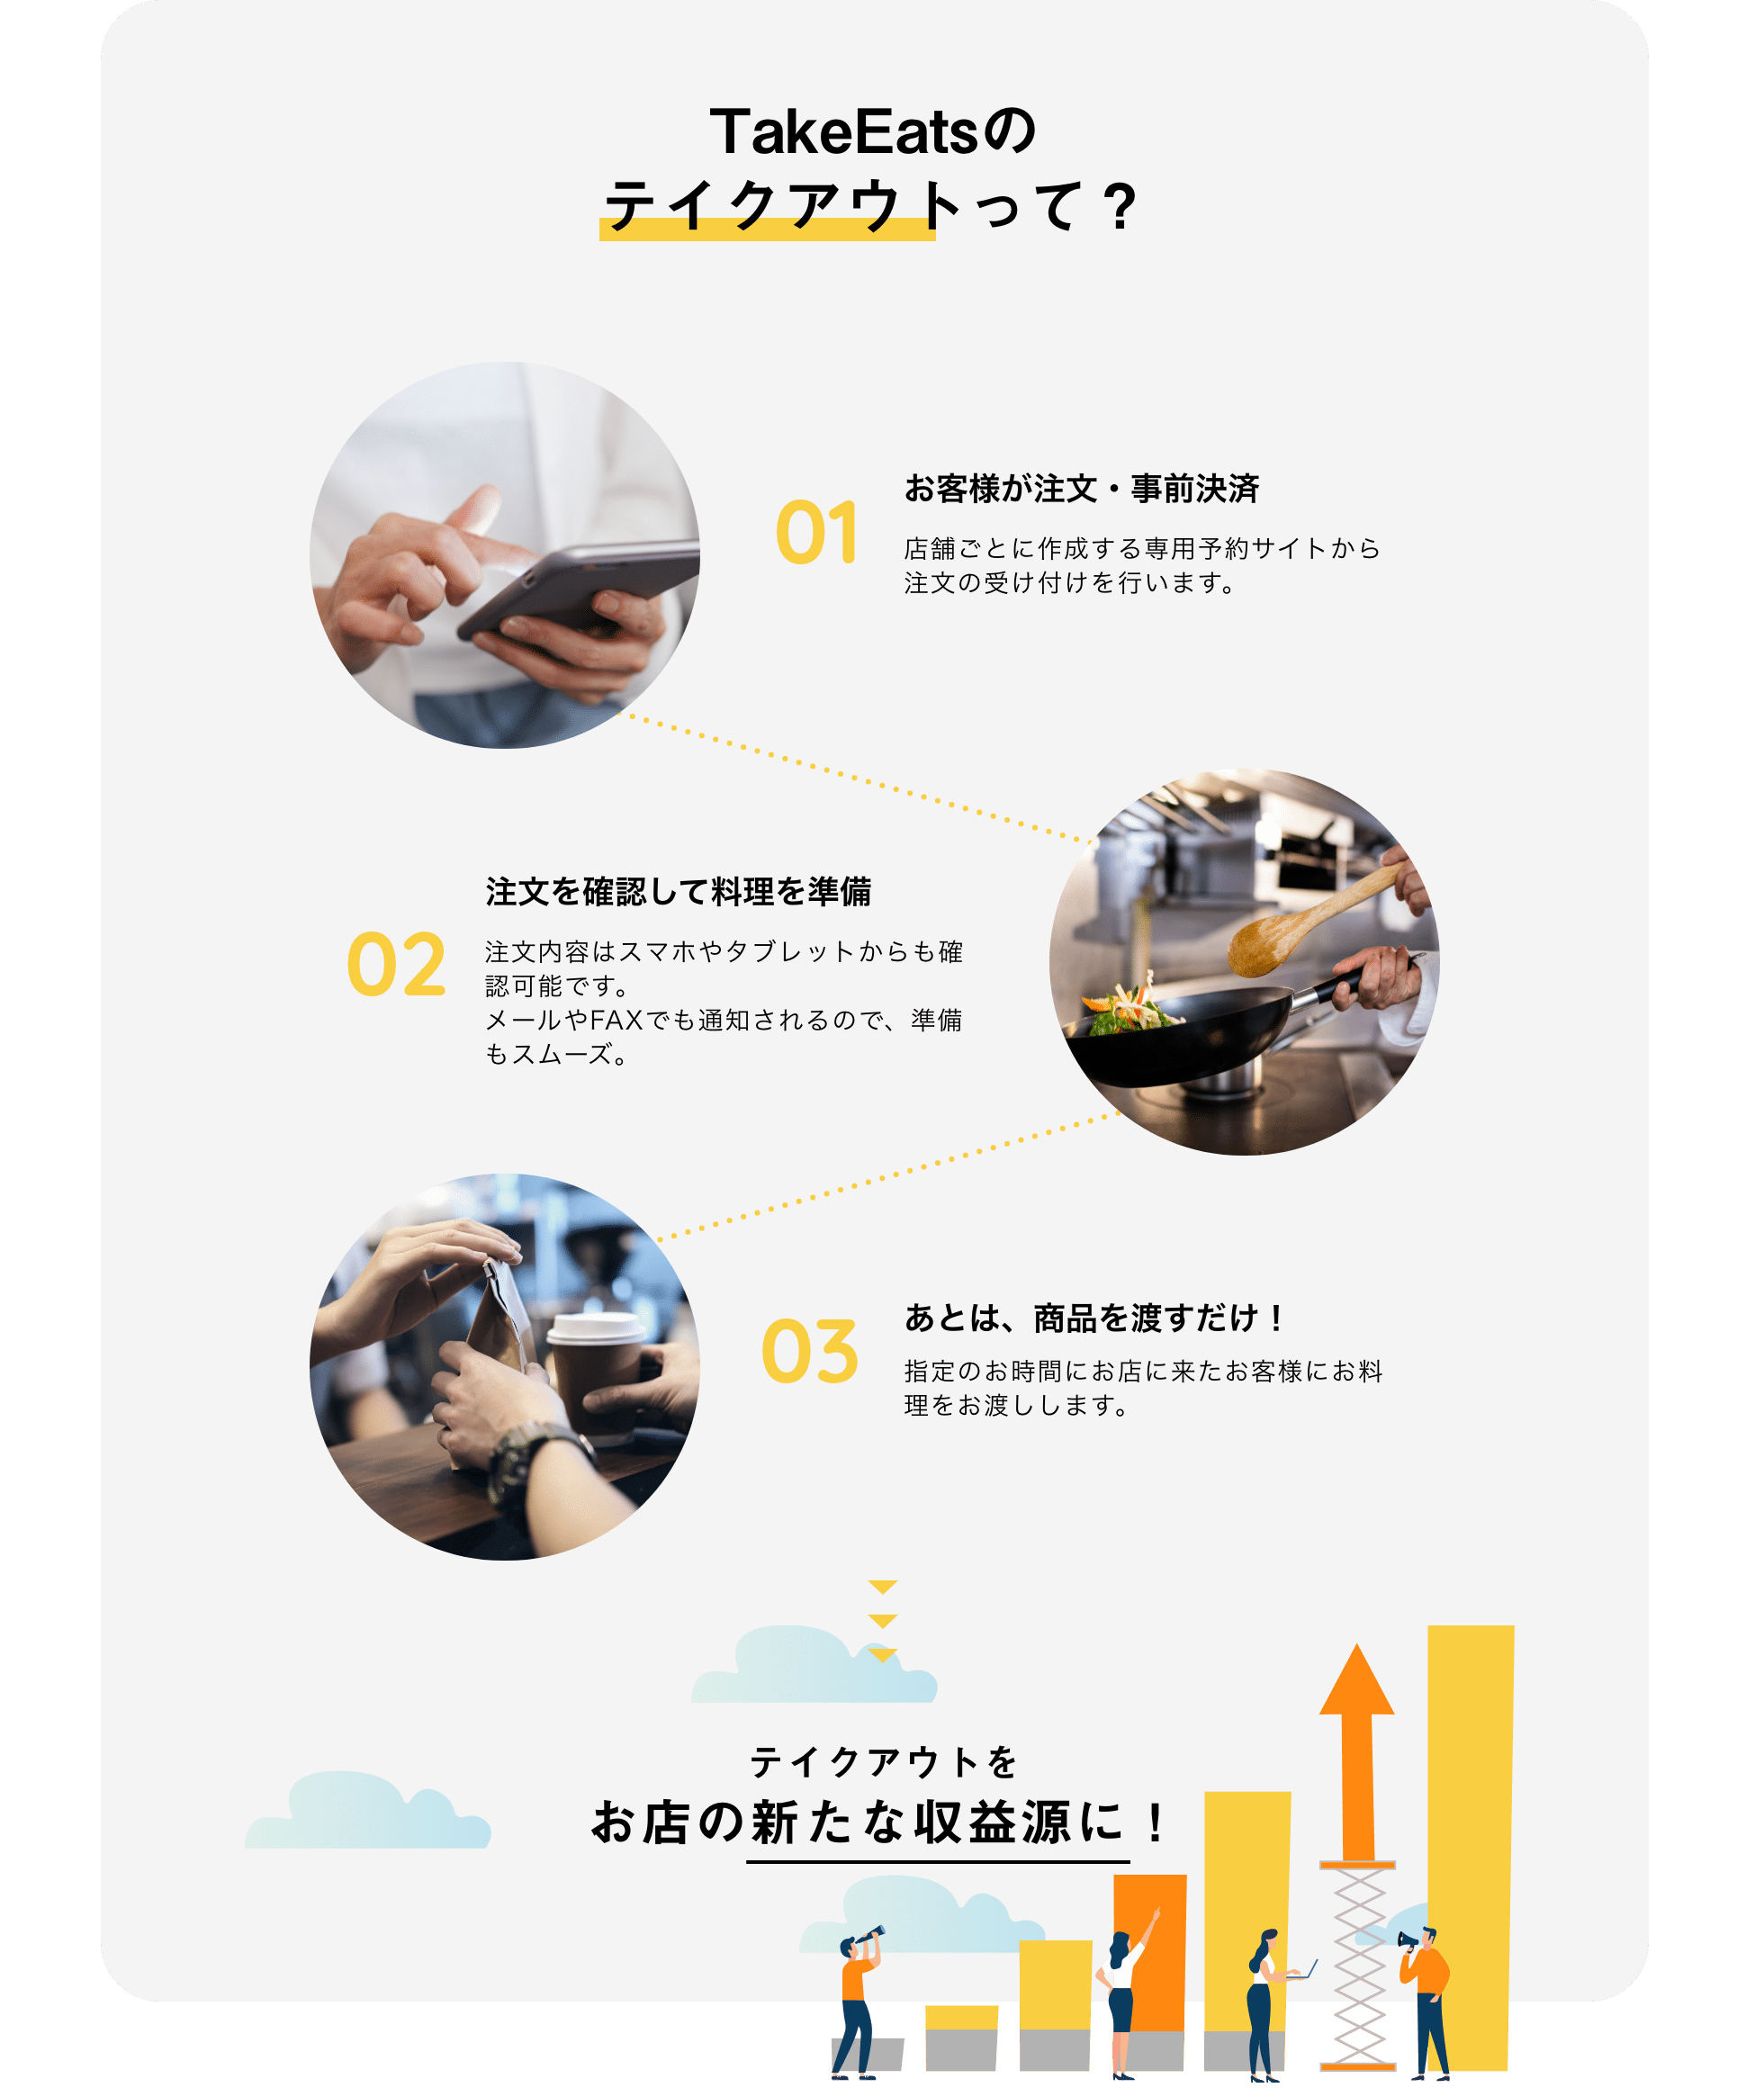 TakeEatsの
テイクアウトって？
01
お客様が注文・事前決済
店舗ごとに作成する専用予約サイトから
注文の受け付けを行います。
02
注文を確認して料理を準備
注文内容はスマホやタブレットからも確
認可能です。
メールやFAXでも通知されるので、準備
もスムーズ。
03
あとは、商品を渡すだけ！
指定のお時間にお店に来たお客様にお料
理をお渡しします。
テイクアウトを
お店の新たな収益源に！